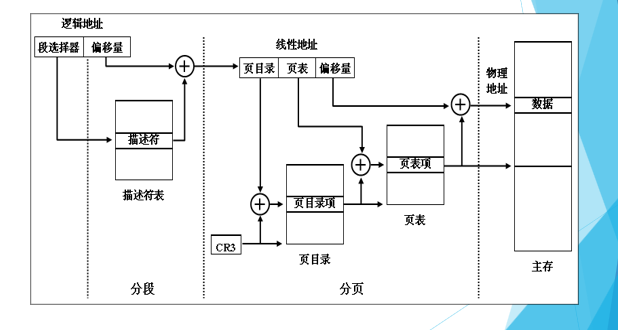 逻辑地址
段选择器 偏移量
描述符
描述符表
线性地址
页目录 页表 偏移量
页目录项
页目录
CR3
页表项
页表
物理
地址
数据
主存
分段
分页